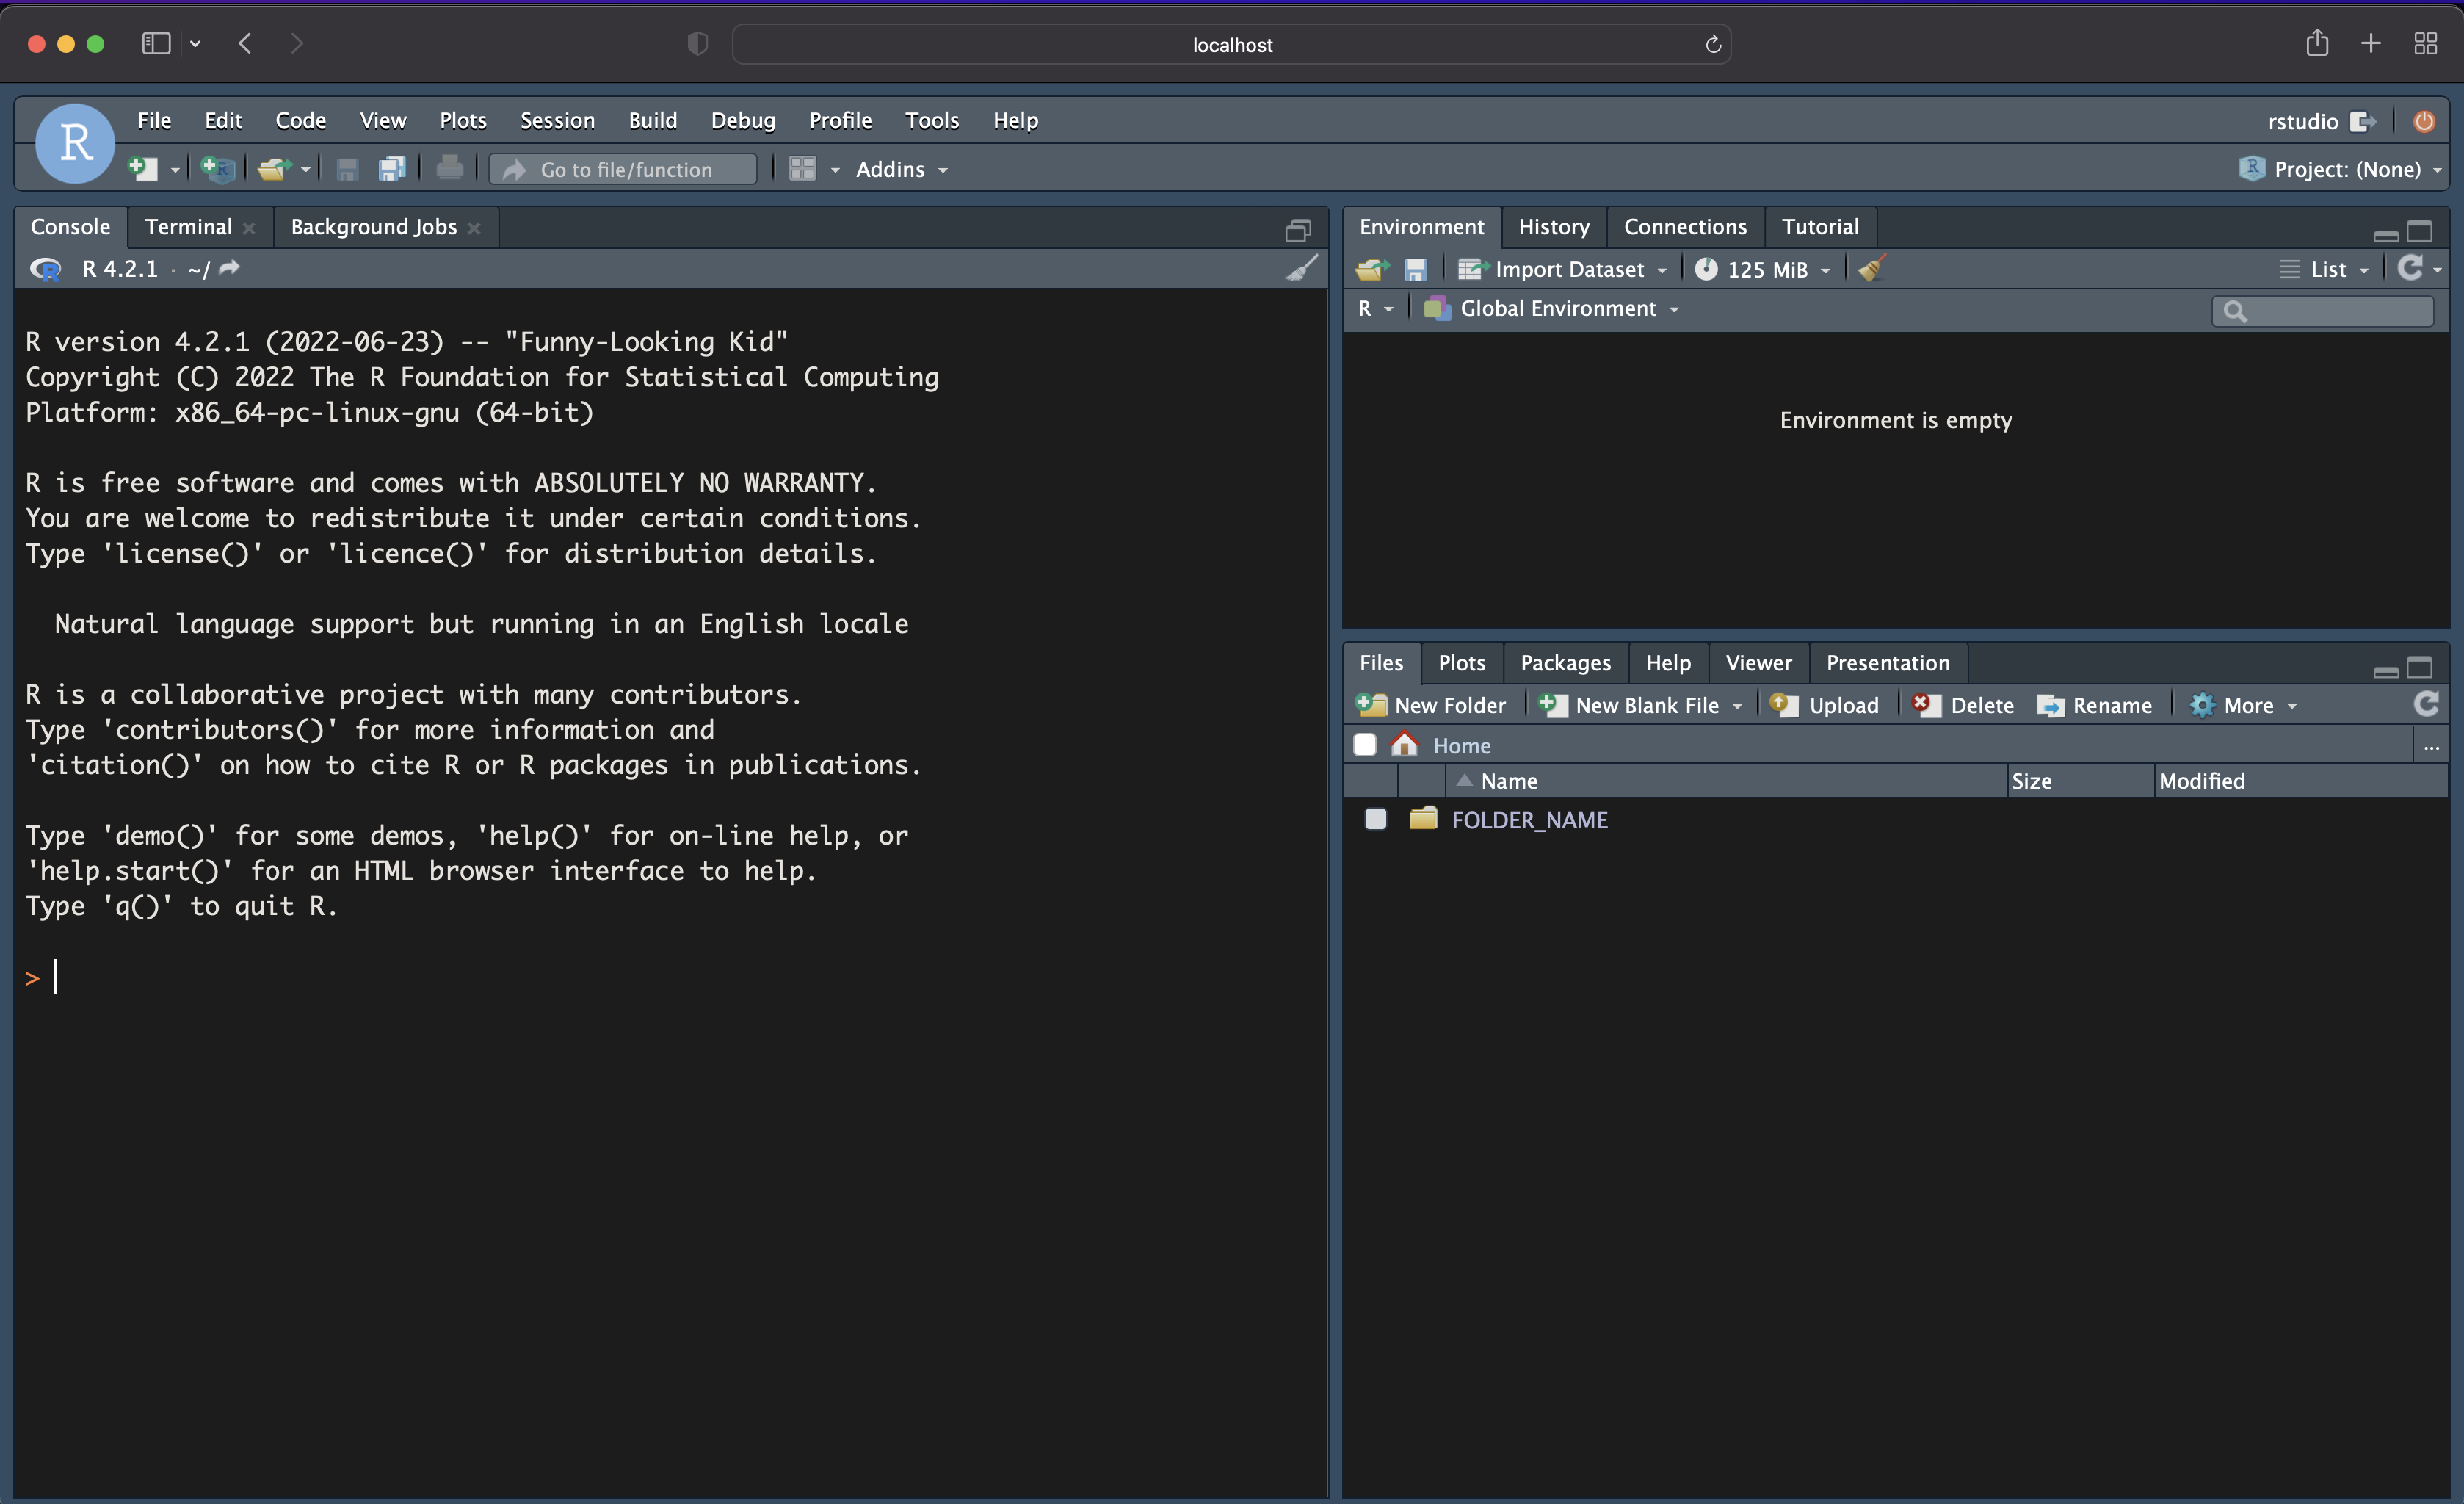 localhost
R
File Edit Code View Plots Session Build Debug Profile Tools Help
rstudio
Go to file/function
Addins
Project: (None)
Console Terminal Background Jobs
R 4.2.1 · ~/
R version 4.2.1 (2022-06-23) -- "Funny-Looking Kid"
Copyright (C) 2022 The R Foundation for Statistical Computing
Platform: x86_64-pc-linux-gnu (64-bit)
R is free software and comes with ABSOLUTELY NO WARRANTY.
You are welcome to redistribute it under certain conditions.
Type 'license()' or 'licence()' for distribution details.
Natural language support but running in an English locale
R is a collaborative project with many contributors.
Type 'contributors()' for more information and
'citation()' on how to cite R or R packages in publications.
Type 'demo()' for some demos, 'help()' for on-line help, or
'help.start()' for an HTML browser interface to help.
Type 'q()' to quit R.
>
Environment History Connections Tutorial
Import Dataset 125 MiB List
R Global Environment
Environment is empty
Files Plots Packages Help Viewer Presentation
New Folder New Blank File Upload Delete Rename More
Home ...
Name Size Modified
FOLDER_NAME